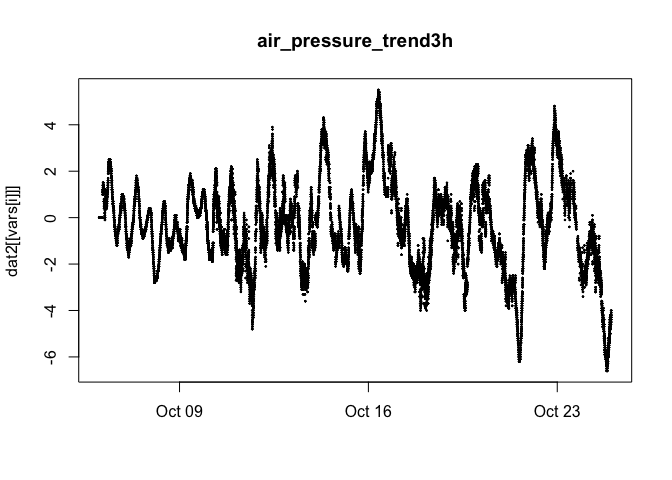 air_pressure_trend3h
dat2[[vars[i]]]
4
2
0
-2
-4
-6
Oct 09
Oct 16
Oct 23